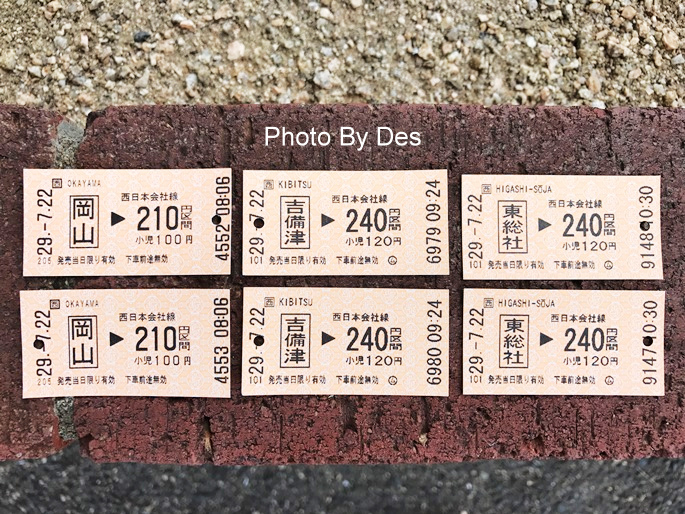 Photo By Des
西 OKAYAMA
西日本会社線
岡山 ▶ 210円区間
小児100円
205 発売当日限り有効 下車前途無効
29.-7.22
4552 08:06
西 KIBITSU
西日本会社線
吉備津 ▶ 240円区間
小児120円
101 発売当日限り有効 下車前途無効 ㊤
29.-7.22
6979 09:24
西 HIGASHI-SŌJA
西日本会社線
東総社 ▶ 240円区間
小児120円
101 発売当日限り有効 下車前途無効
29.-7.22
9148 10:30
西 OKAYAMA
西日本会社線
岡山 ▶ 210円区間
小児100円
205 発売当日限り有効 下車前途無効
29.-7.22
4553 08:06
西 KIBITSU
西日本会社線
吉備津 ▶ 240円区間
小児120円
101 発売当日限り有効 下車前途無効
29.-7.22
6980 09:24
西 HIGASHI-SŌJA
西日本会社線
東総社 ▶ 240円区間
小児120円
101 発売当日限り有効 下車前途無効
29.-7.22
9147 10:30